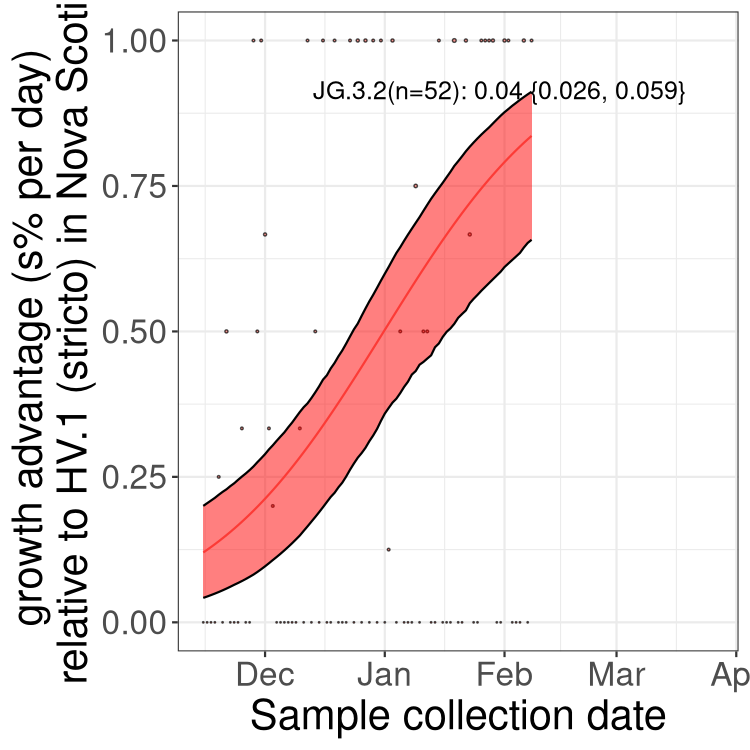 growth advantage (s% per day)
relative to HV.1 (stricto) in Nova Scoti
1.00
0.75
0.50
0.25
0.00
JG.3.2(n=52): 0.04 {0.026, 0.059}
Dec Jan Feb Mar Ap
Sample collection date